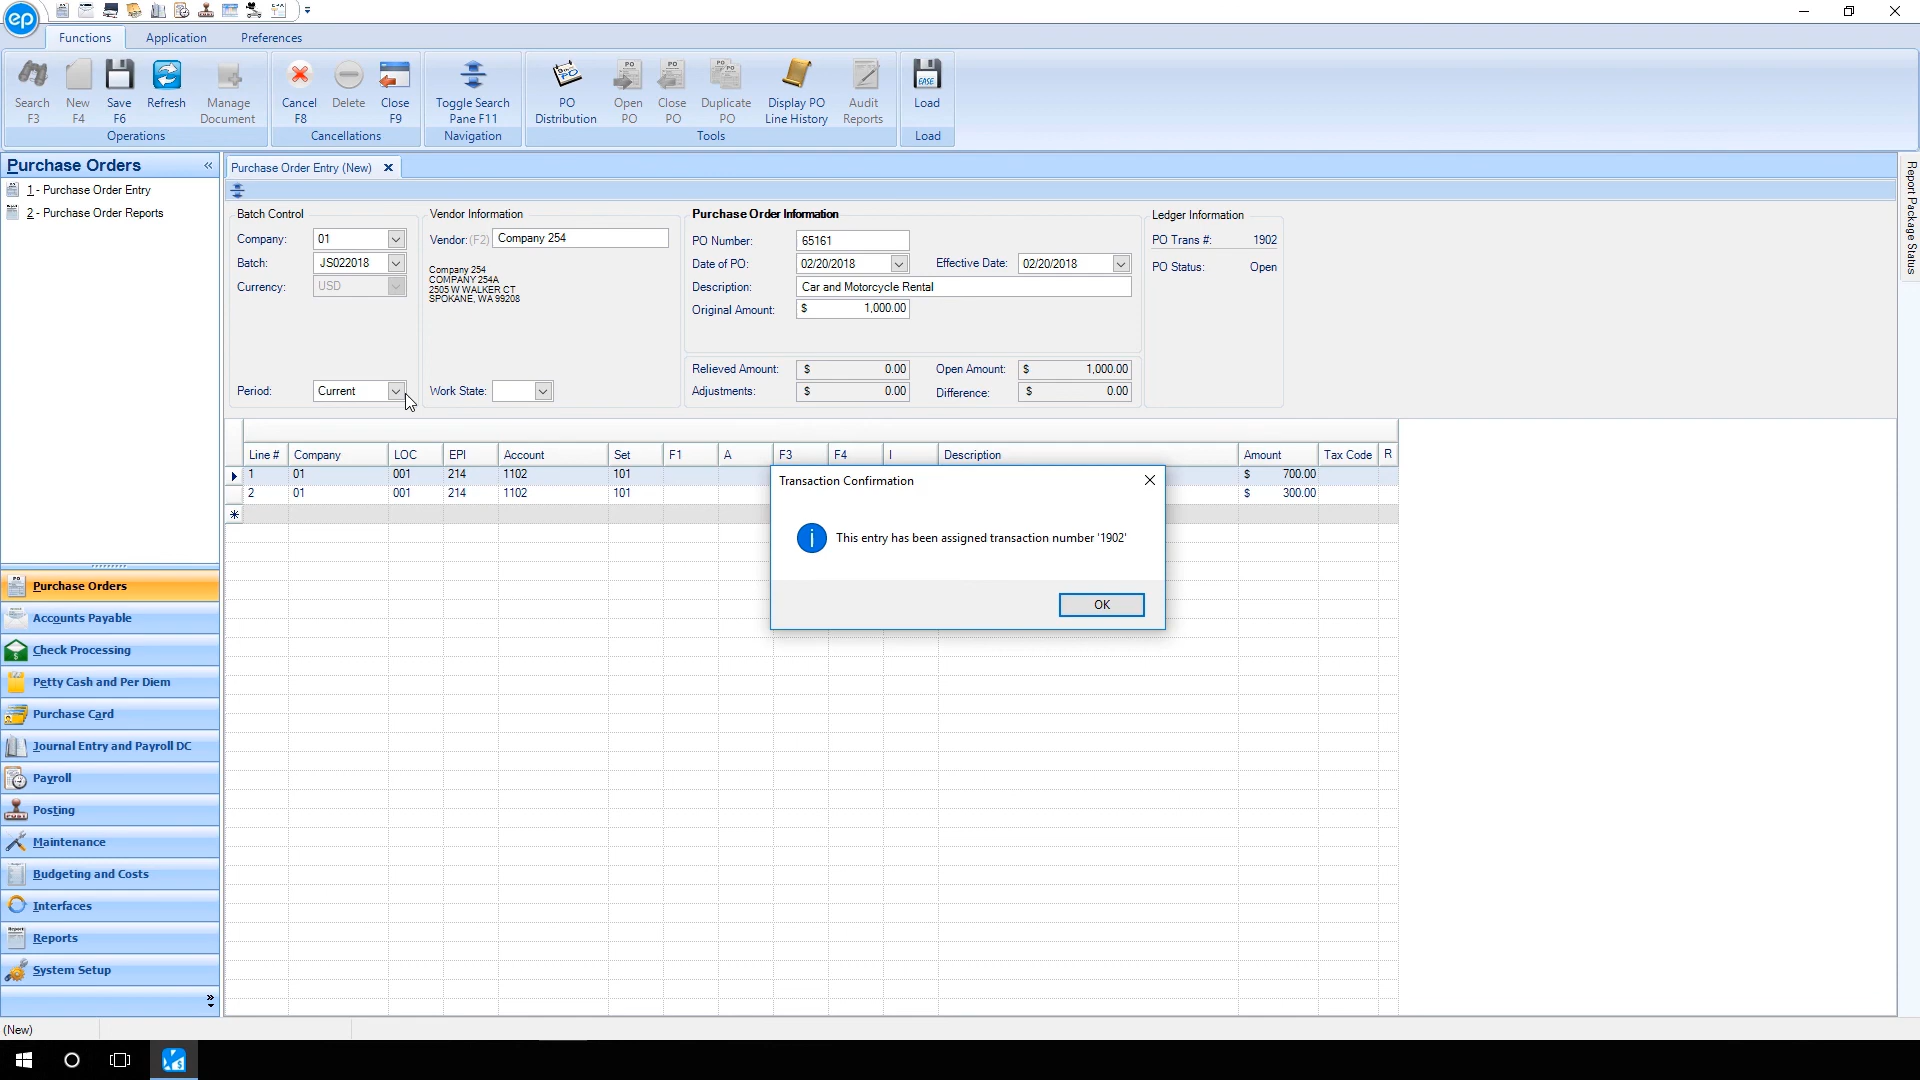 ep
Functions
Application
Preferences
Search
F3
New
F4
Save
F6
Refresh
Manage
Document
Operations
Cancel
F8
Delete
Close
F9
Cancellations
Toggle Search
Pane F11
Navigation
PO
Distribution
Open
PO
Close
PO
Duplicate
PO
Display PO
Line History
Audit
Reports
Tools
EASE
Load
Load
Purchase Orders
1 - Purchase Order Entry
2 - Purchase Order Reports
Purchase Order Entry (New)
Report Package Status
Batch Control
Company: 01
Batch: JS022018
Currency: USD
Period: Current
Vendor Information
Vendor: (F2) Company 254
Company 254
COMPANY 254A
2505 W WALKER CT
SPOKANE, WA 99208
Work State:
Purchase Order Information
PO Number: 65161
Date of PO: 02/20/2018 Effective Date: 02/20/2018
Description: Car and Motorcycle Rental
Original Amount: $ 1,000.00
Relieved Amount: $ 0.00 Open Amount: $ 1,000.00
Adjustments: $ 0.00 Difference: $ 0.00
Ledger Information
PO Trans #: 1902
PO Status: Open
Line # Company LOC EPI Account Set F1 A F3 F4 I Description Amount Tax Code R
1 01 001 214 1102 101 $ 700.00
2 01 001 214 1102 101 $ 300.00
Transaction Confirmation
This entry has been assigned transaction number '1902'
OK
Purchase Orders
Accounts Payable
Check Processing
Petty Cash and Per Diem
Purchase Card
Journal Entry and Payroll DC
Payroll
Posting
Maintenance
Budgeting and Costs
Interfaces
Reports
System Setup
(New)